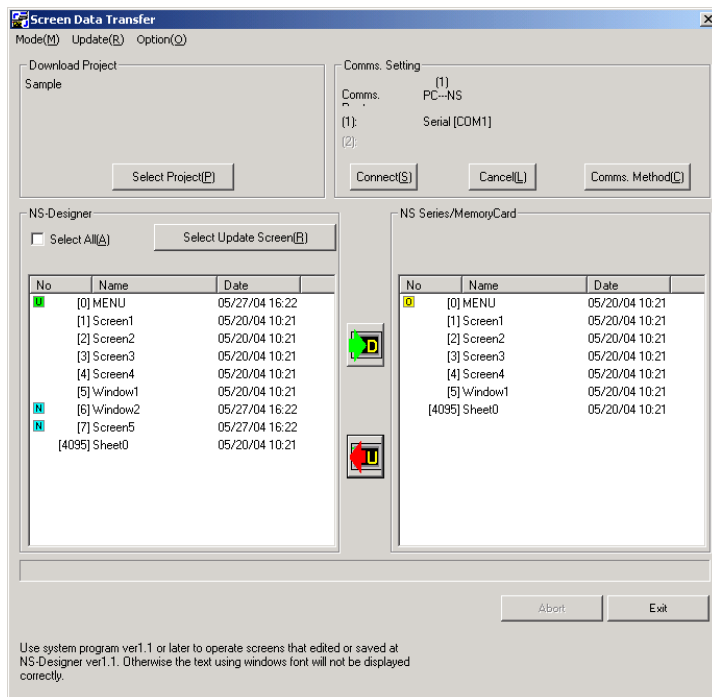 Screen Data Transfer
Mode(M) Update(R) Option(O)
Download Project
Sample
Select Project(P)
Comms. Setting
(1)
Comms. PC---NS
(1): Serial [COM1]
(2):
Connect(S) Cancel(L) Comms. Method(C)
NS-Designer
Select All(A) Select Update Screen(R)
No Name Date
U [0] MENU 05/27/04 16:22
[1] Screen1 05/20/04 10:21
[2] Screen2 05/20/04 10:21
[3] Screen3 05/20/04 10:21
[4] Screen4 05/20/04 10:21
[5] Window1 05/20/04 10:21
N [6] Window2 05/27/04 16:22
N [7] Screen5 05/27/04 16:22
[4095] Sheet0 05/20/04 10:21
D
U
NS Series/MemoryCard
No Name Date
O [0] MENU 05/20/04 10:21
[1] Screen1 05/20/04 10:21
[2] Screen2 05/20/04 10:21
[3] Screen3 05/20/04 10:21
[4] Screen4 05/20/04 10:21
[5] Window1 05/20/04 10:21
[4095] Sheet0 05/20/04 10:21
Abort Exit
Use system program ver1.1 or later to operate screens that edited or saved at
NS-Designer ver1.1. Otherwise the text using windows font will not be displayed
correctly.